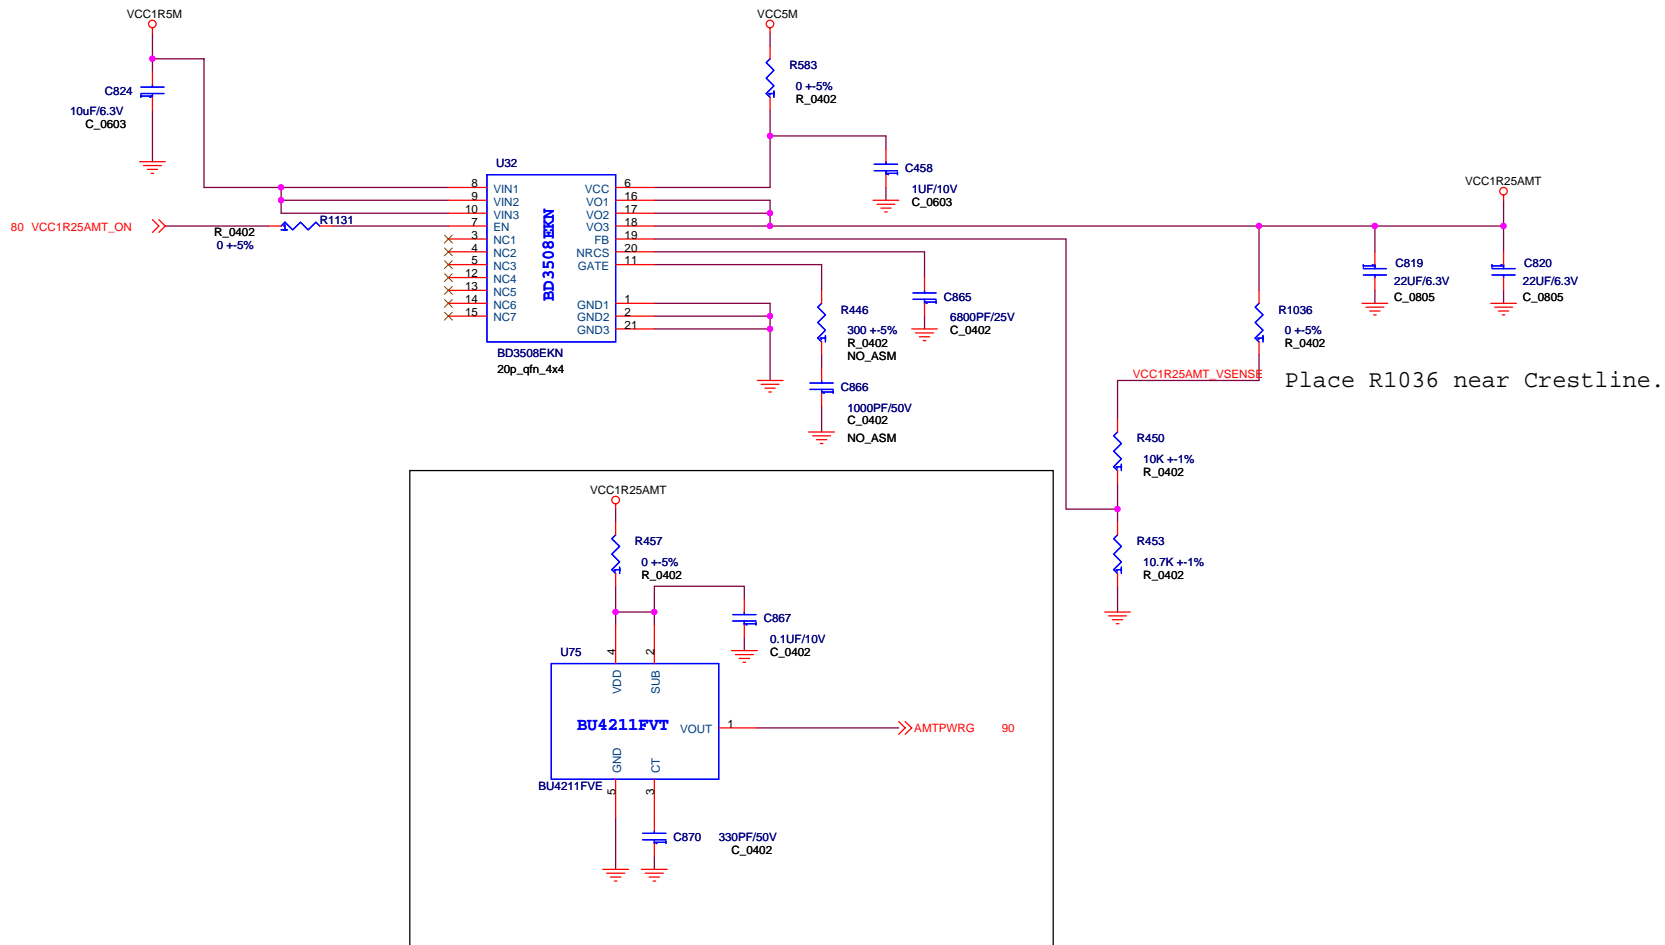 VCC1R5M
C824
10uF/6.3V
C_0603
VCC5M
R583
0 +-5%
R_0402
C458
1UF/10V
C_0603
80 VCC1R25AMT_ON
R1131
R_0402
0 +-5%
U32
8 VIN1
9 VIN2
10 VIN3
7 EN
3 NC1
4 NC2
5 NC3
12 NC4
13 NC5
14 NC6
15 NC7
BD3508EKN
VCC 6
VO1 16
VO2 17
VO3 18
FB 19
NRCS 20
GATE 11
GND1 1
GND2 2
GND3 21
BD3508EKN
20p_qfn_4x4
R446
300 +-5%
R_0402
NO_ASM
C866
1000PF/50V
C_0402
NO_ASM
C865
6800PF/25V
C_0402
VCC1R25AMT
C819
22UF/6.3V
C_0805
C820
22UF/6.3V
C_0805
R1036
0 +-5%
R_0402
VCC1R25AMT_VSENSE
Place R1036 near Crestline.
R450
10K +-1%
R_0402
R453
10.7K +-1%
R_0402
VCC1R25AMT
R457
0 +-5%
R_0402
C867
0.1UF/10V
C_0402
U75
4 VDD
2 SUB
BU4211FVT
VOUT 1
AMTPWRG 90
GND 5
CT 3
BU4211FVE
C870 330PF/50V
C_0402